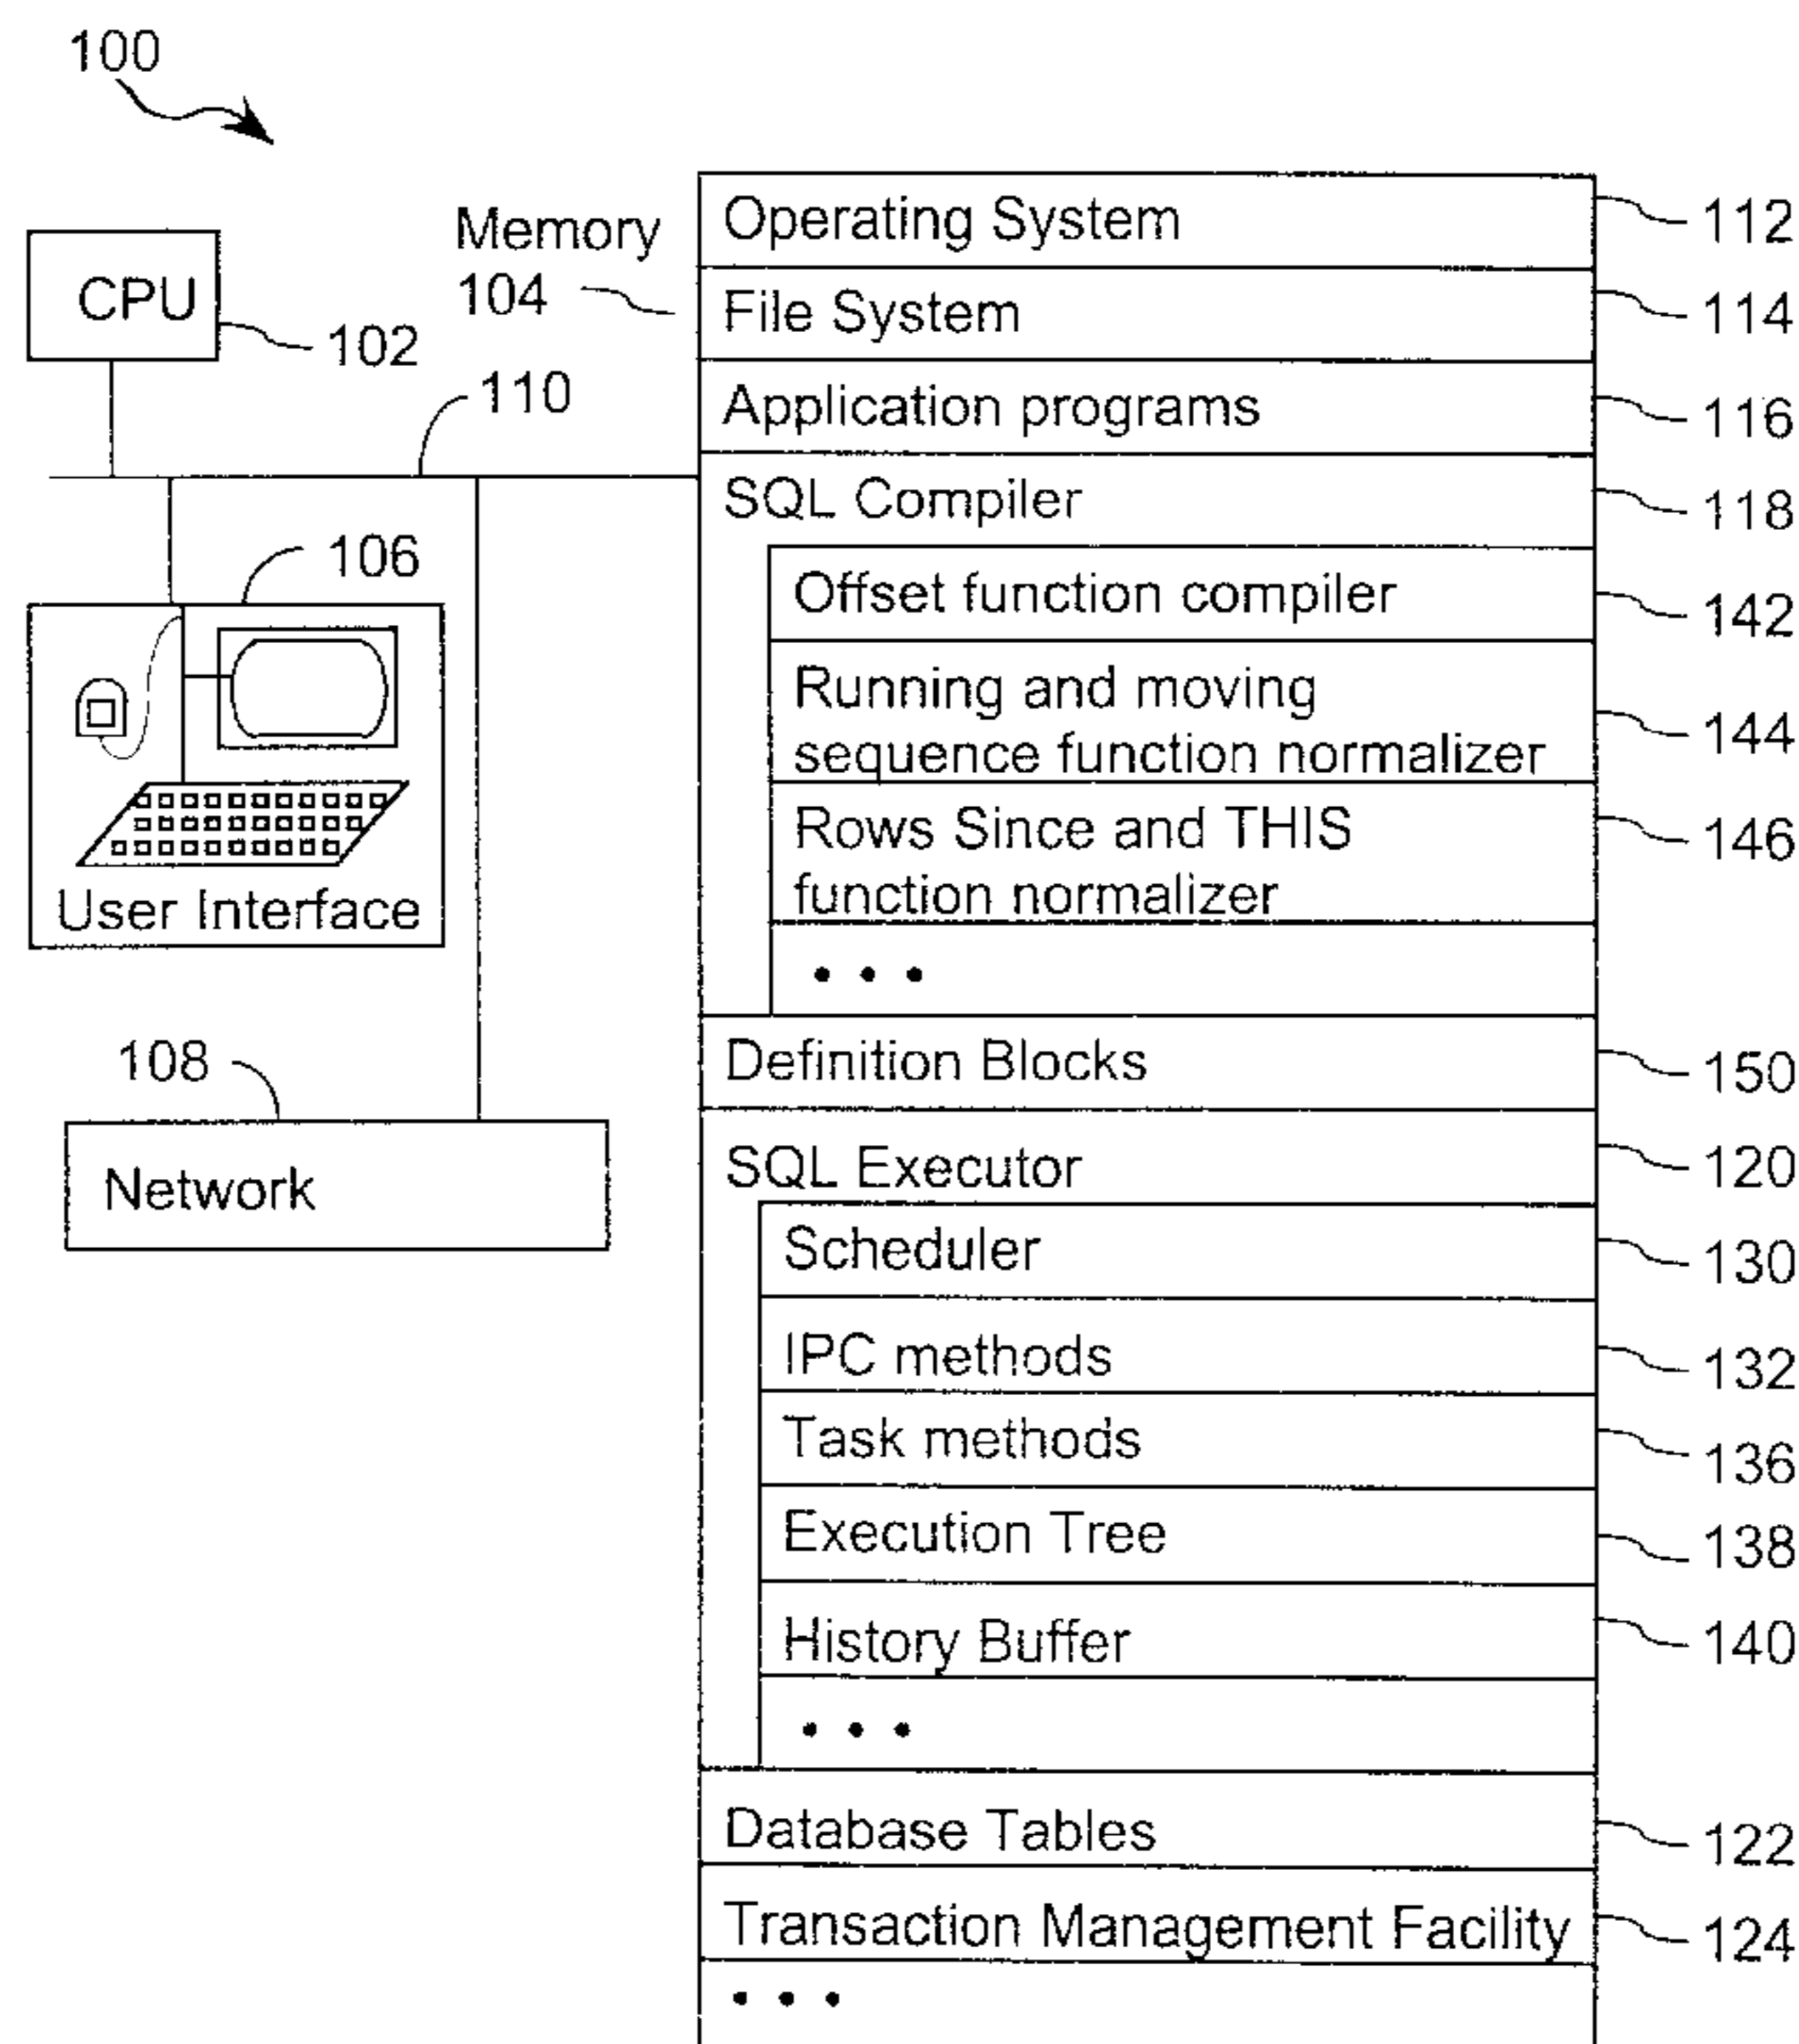 100
CPU
102
Memory
104
110
106
User Interface
108
Network
Operating System
112
File System
114
Application programs
116
SQL Compiler
118
Offset function compiler
142
Running and moving
sequence function normalizer
144
Rows Since and THIS
function normalizer
146
• • •
Definition Blocks
150
SQL Executor
120
Scheduler
130
IPC methods
132
Task methods
136
Execution Tree
138
History Buffer
140
• • •
Database Tables
122
Transaction Management Facility
124
• • •